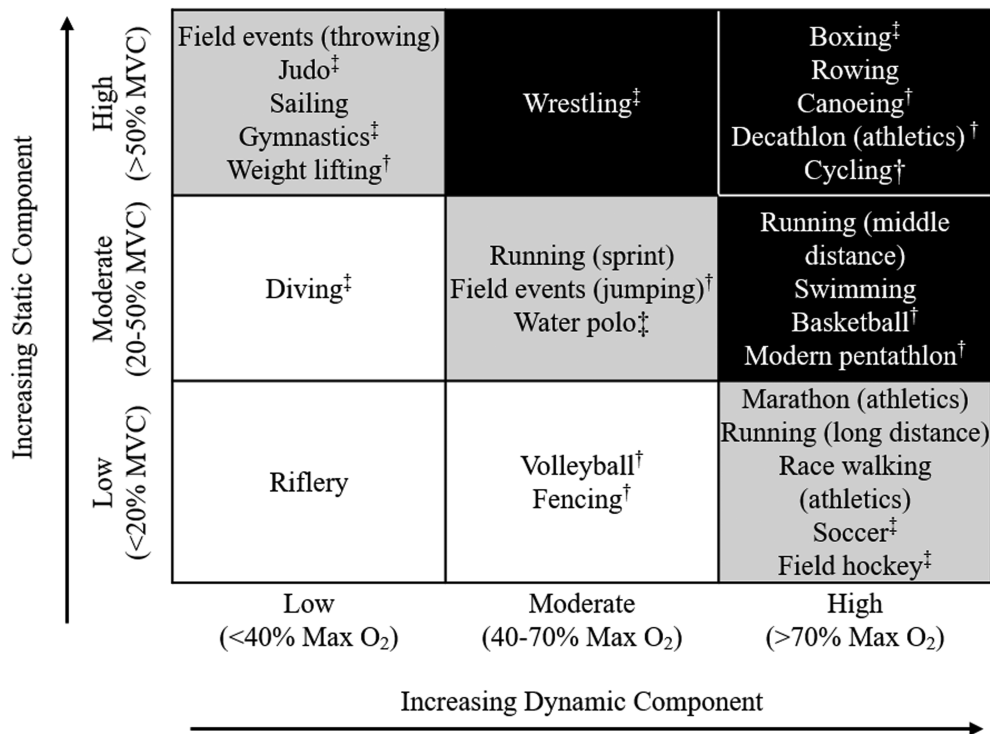 Increasing Static Component
High
(>50% MVC)
Field events (throwing)
Judo‡
Sailing
Gymnastics‡
Weight lifting†
Wrestling‡
Boxing‡
Rowing
Canoeing†
Decathlon (athletics) †
Cycling†
Moderate
(20-50% MVC)
Diving‡
Running (sprint)
Field events (jumping)†
Water polo‡
Running (middle
distance)
Swimming
Basketball†
Modern pentathlon†
Low
(<20% MVC)
Riflery
Volleyball†
Fencing†
Marathon (athletics)
Running (long distance)
Race walking
(athletics)
Soccer‡
Field hockey‡
Low
(<40% Max O₂)
Moderate
(40-70% Max O₂)
High
(>70% Max O₂)
Increasing Dynamic Component